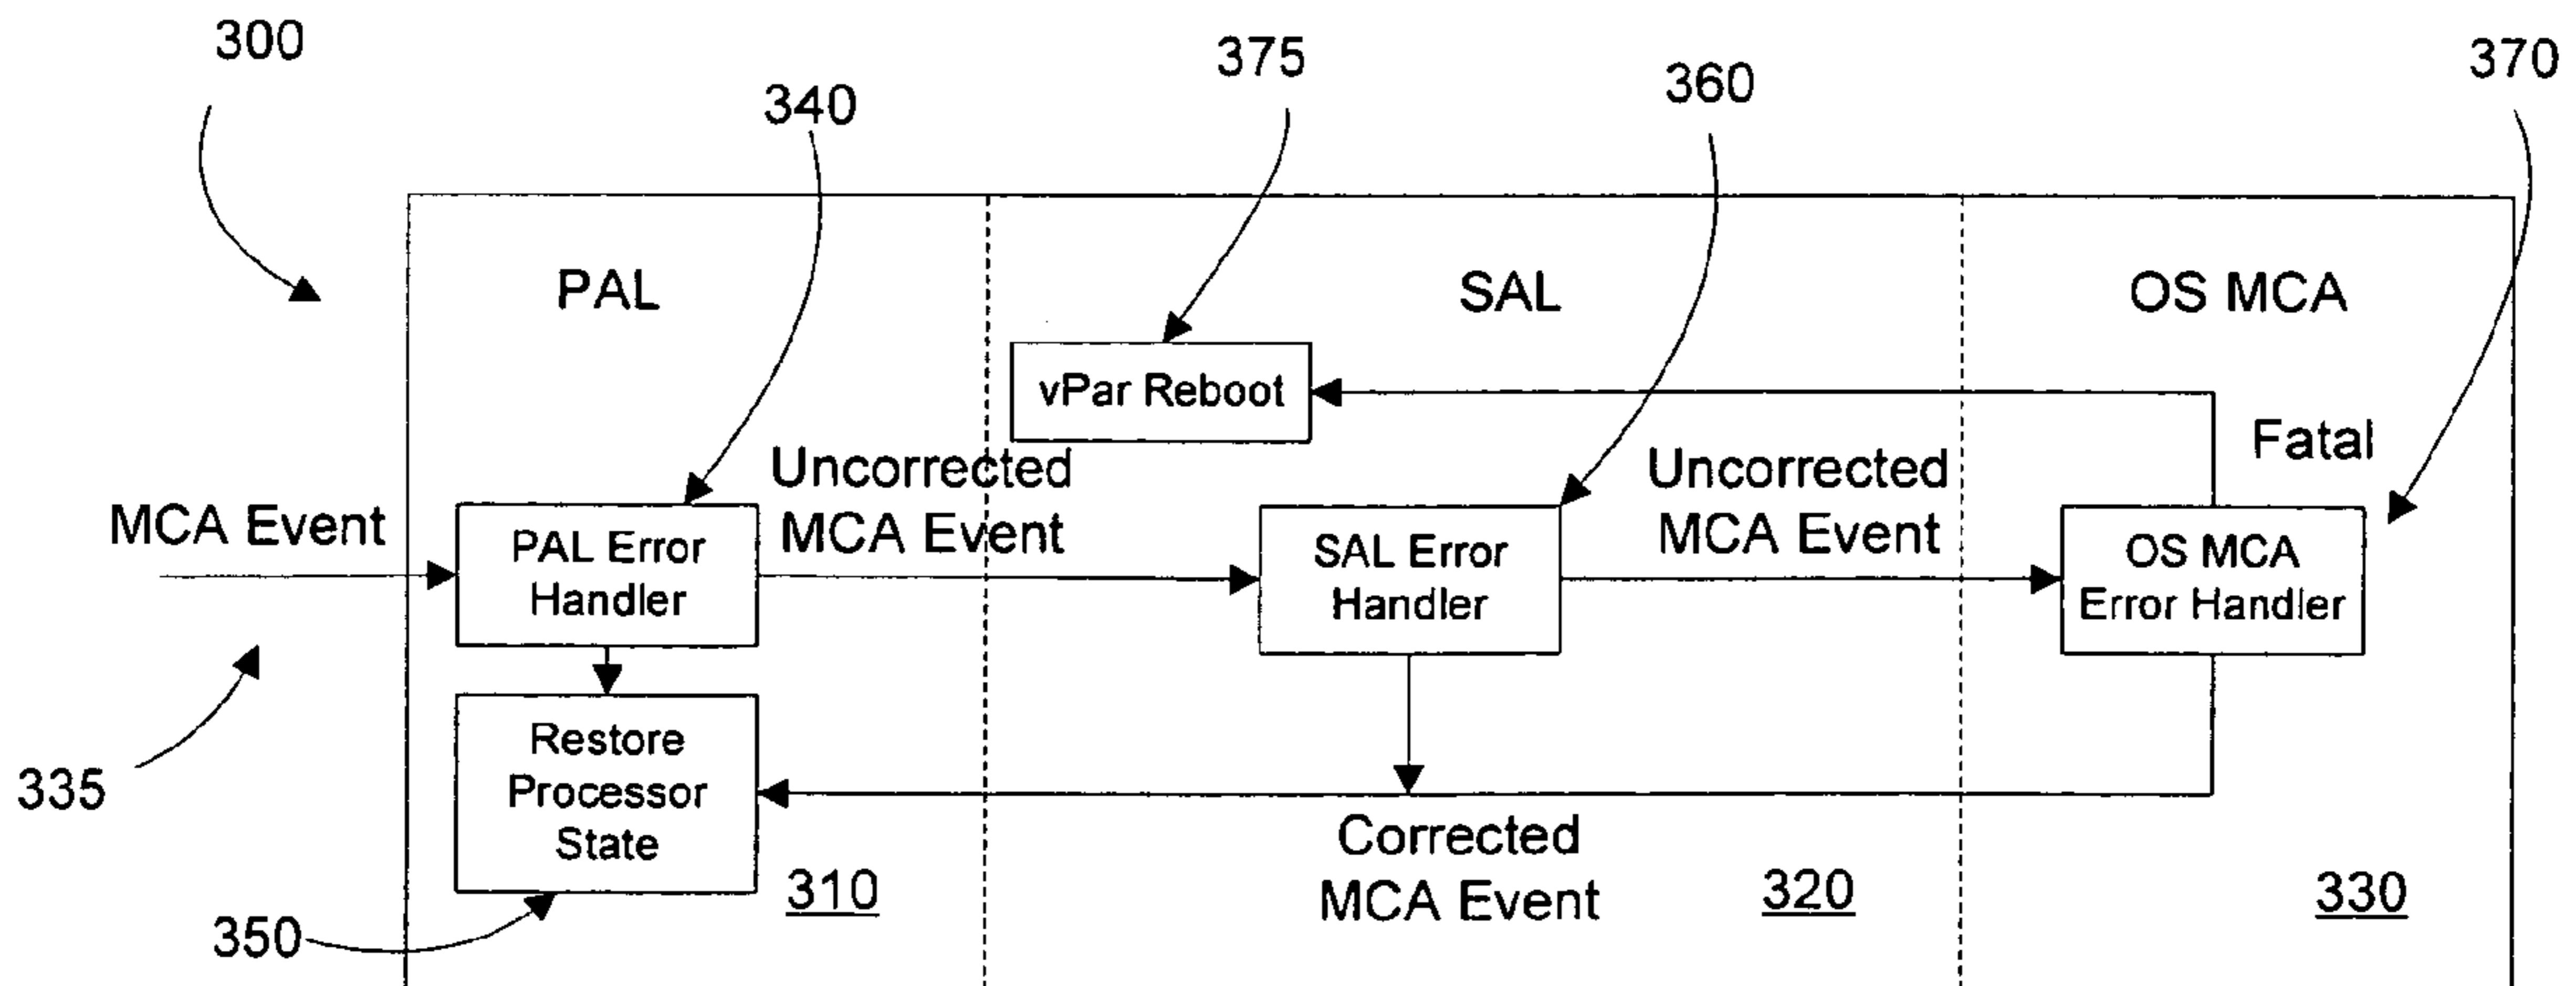 300
375
360
370
340
PAL
SAL
OS MCA
vPar Reboot
Fatal
MCA Event
Uncorrected
MCA Event
Uncorrected
MCA Event
PAL Error
Handler
SAL Error
Handler
OS MCA
Error Handler
335
Restore
Processor
State
Corrected
MCA Event
310
320
330
350